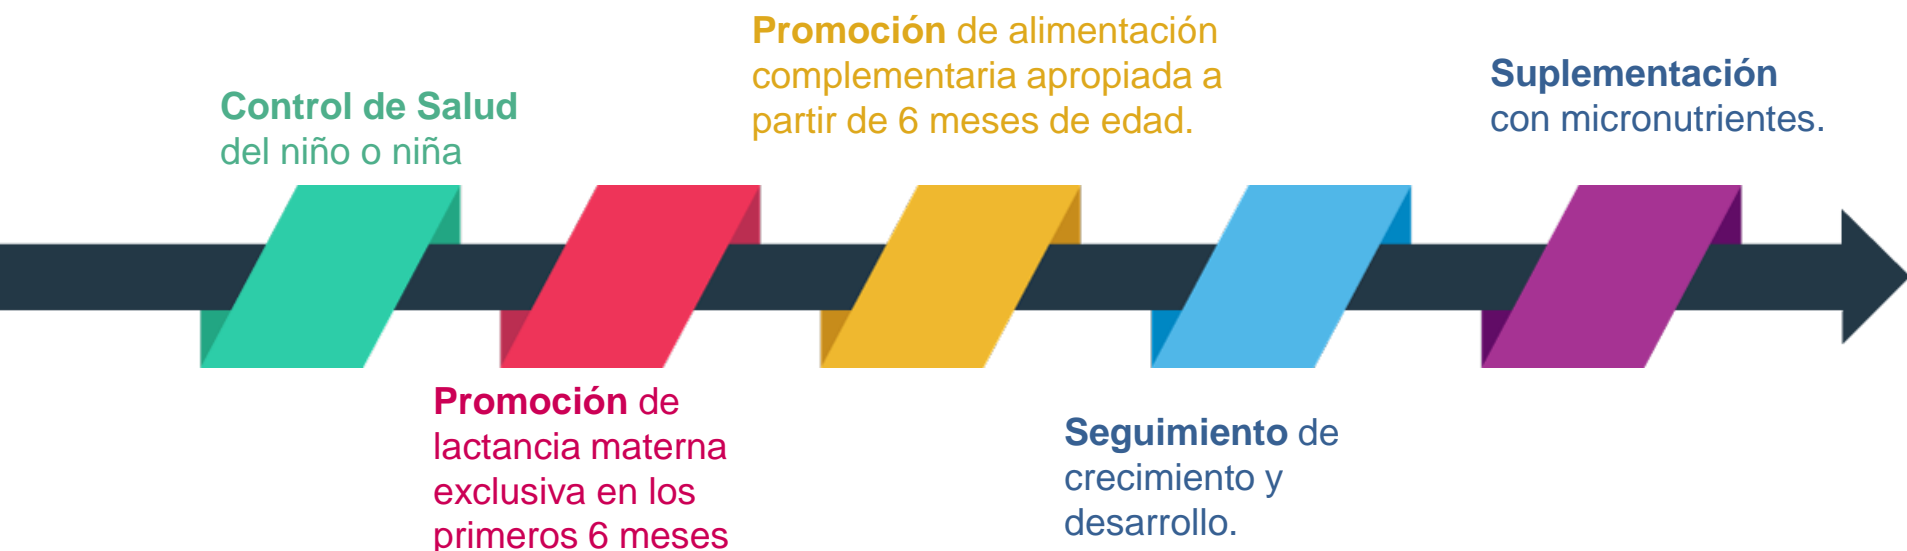 Control de Salud
del niño o niña
Promoción de
lactancia materna
exclusiva en los
primeros 6 meses
Promoción de alimentación
complementaria apropiada a
partir de 6 meses de edad.
Seguimiento de
crecimiento y
desarrollo.
Suplementación
con micronutrientes.